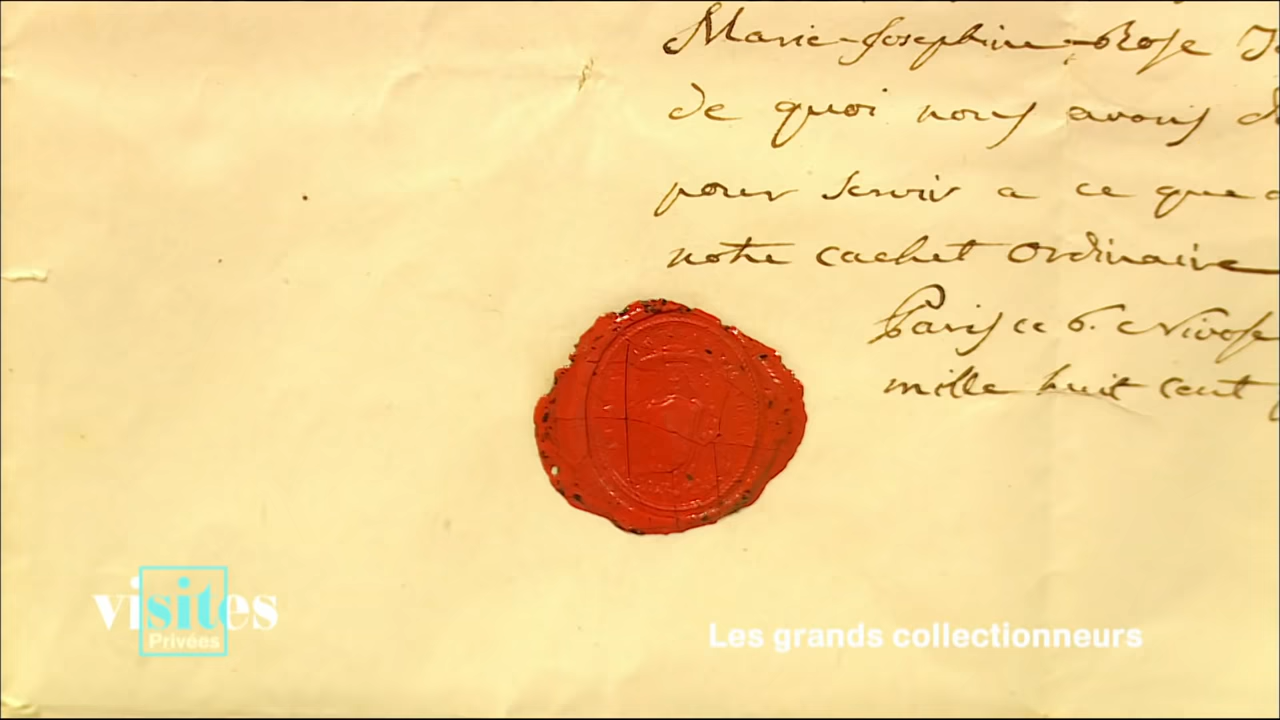 Marie-Josephine-Rose
de quoi nous avons
pour servir a ce que
notre cachet ordinaire
Paris ce 6. Nivose
mille huit cent
visites
Privées
Les grands collectionneurs